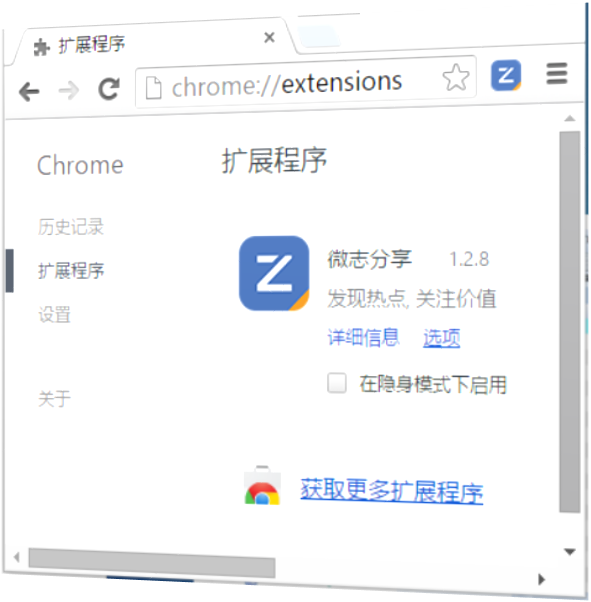 扩展程序
chrome://extensions
Chrome
扩展程序
历史记录
扩展程序
设置
关于
微志分享 1.2.8
发现热点, 关注价值
详细信息 选项
在隐身模式下启用
获取更多扩展程序